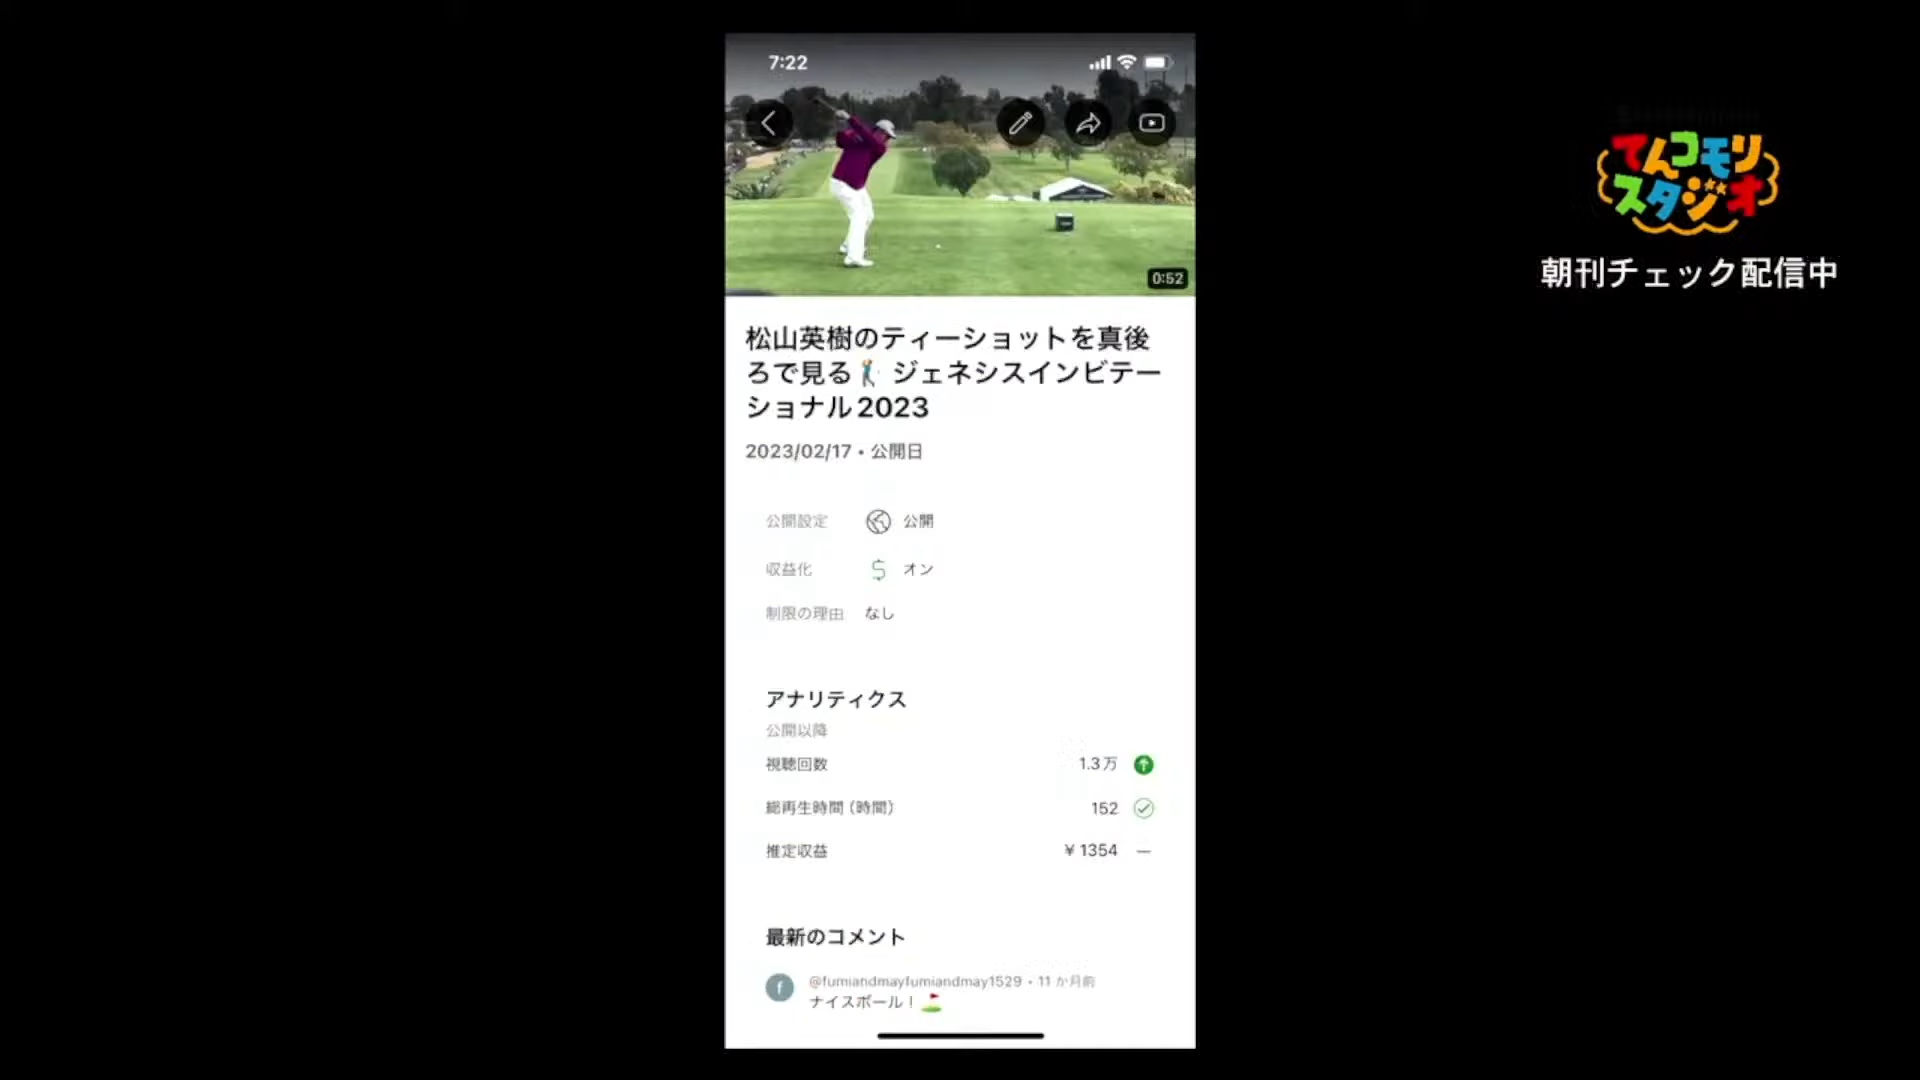 7:22
0:52
松山英樹のティーショットを真後
ろで見る🏌️ ジェネシスインビテー
ショナル2023
2023/02/17 • 公開日
公開設定 公開
収益化 オン
制限の理由 なし
アナリティクス
公開以降
視聴回数 1.3万
総再生時間（時間） 152
推定収益 ¥1354 —
最新のコメント
f @fumiandmayfumiandmay1529 • 11 か月前
ナイスボール！⛳
てんコモリ
スタジオ
朝刊チェック配信中